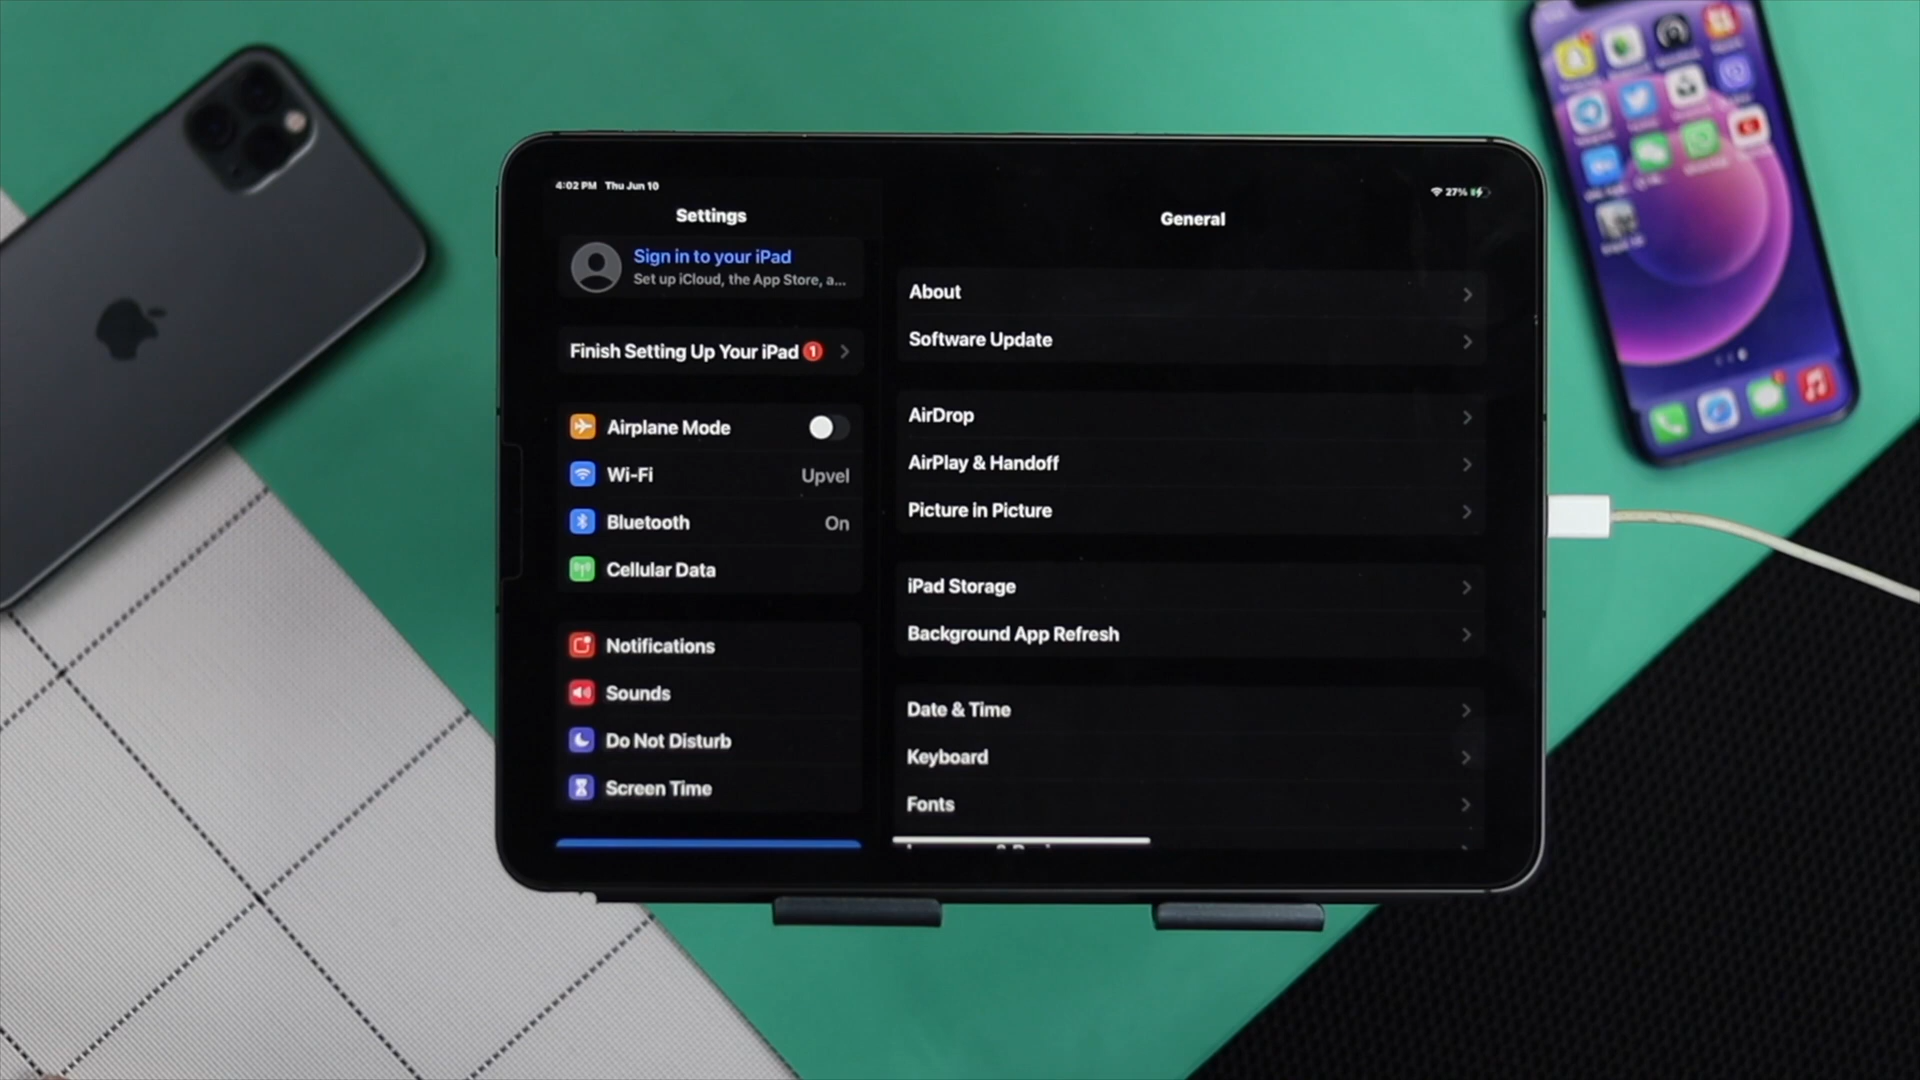 4:02 PM Thu Jun 10
27%
Settings
Sign in to your iPad
Set up iCloud, the App Store, a...
Finish Setting Up Your iPad 1
Airplane Mode
Wi-Fi Upvel
Bluetooth On
Cellular Data
Notifications
Sounds
Do Not Disturb
Screen Time
General
About
Software Update
AirDrop
AirPlay & Handoff
Picture in Picture
iPad Storage
Background App Refresh
Date & Time
Keyboard
Fonts